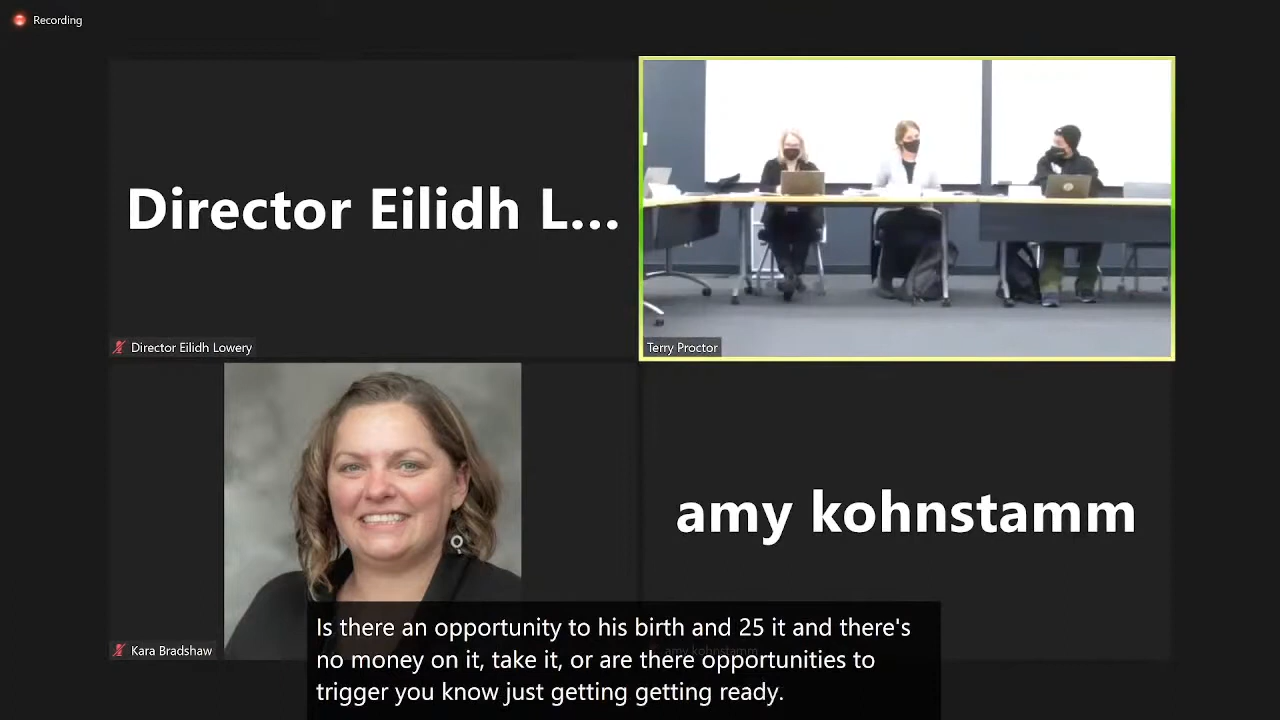 Recording
Director Eilidh L...
Director Eilidh Lowery
Terry Proctor
amy kohnstamm
Kara Bradshaw
amy kohnstamm
Is there an opportunity to his birth and 25 it and there's
no money on it, take it, or are there opportunities to
trigger you know just getting getting ready.